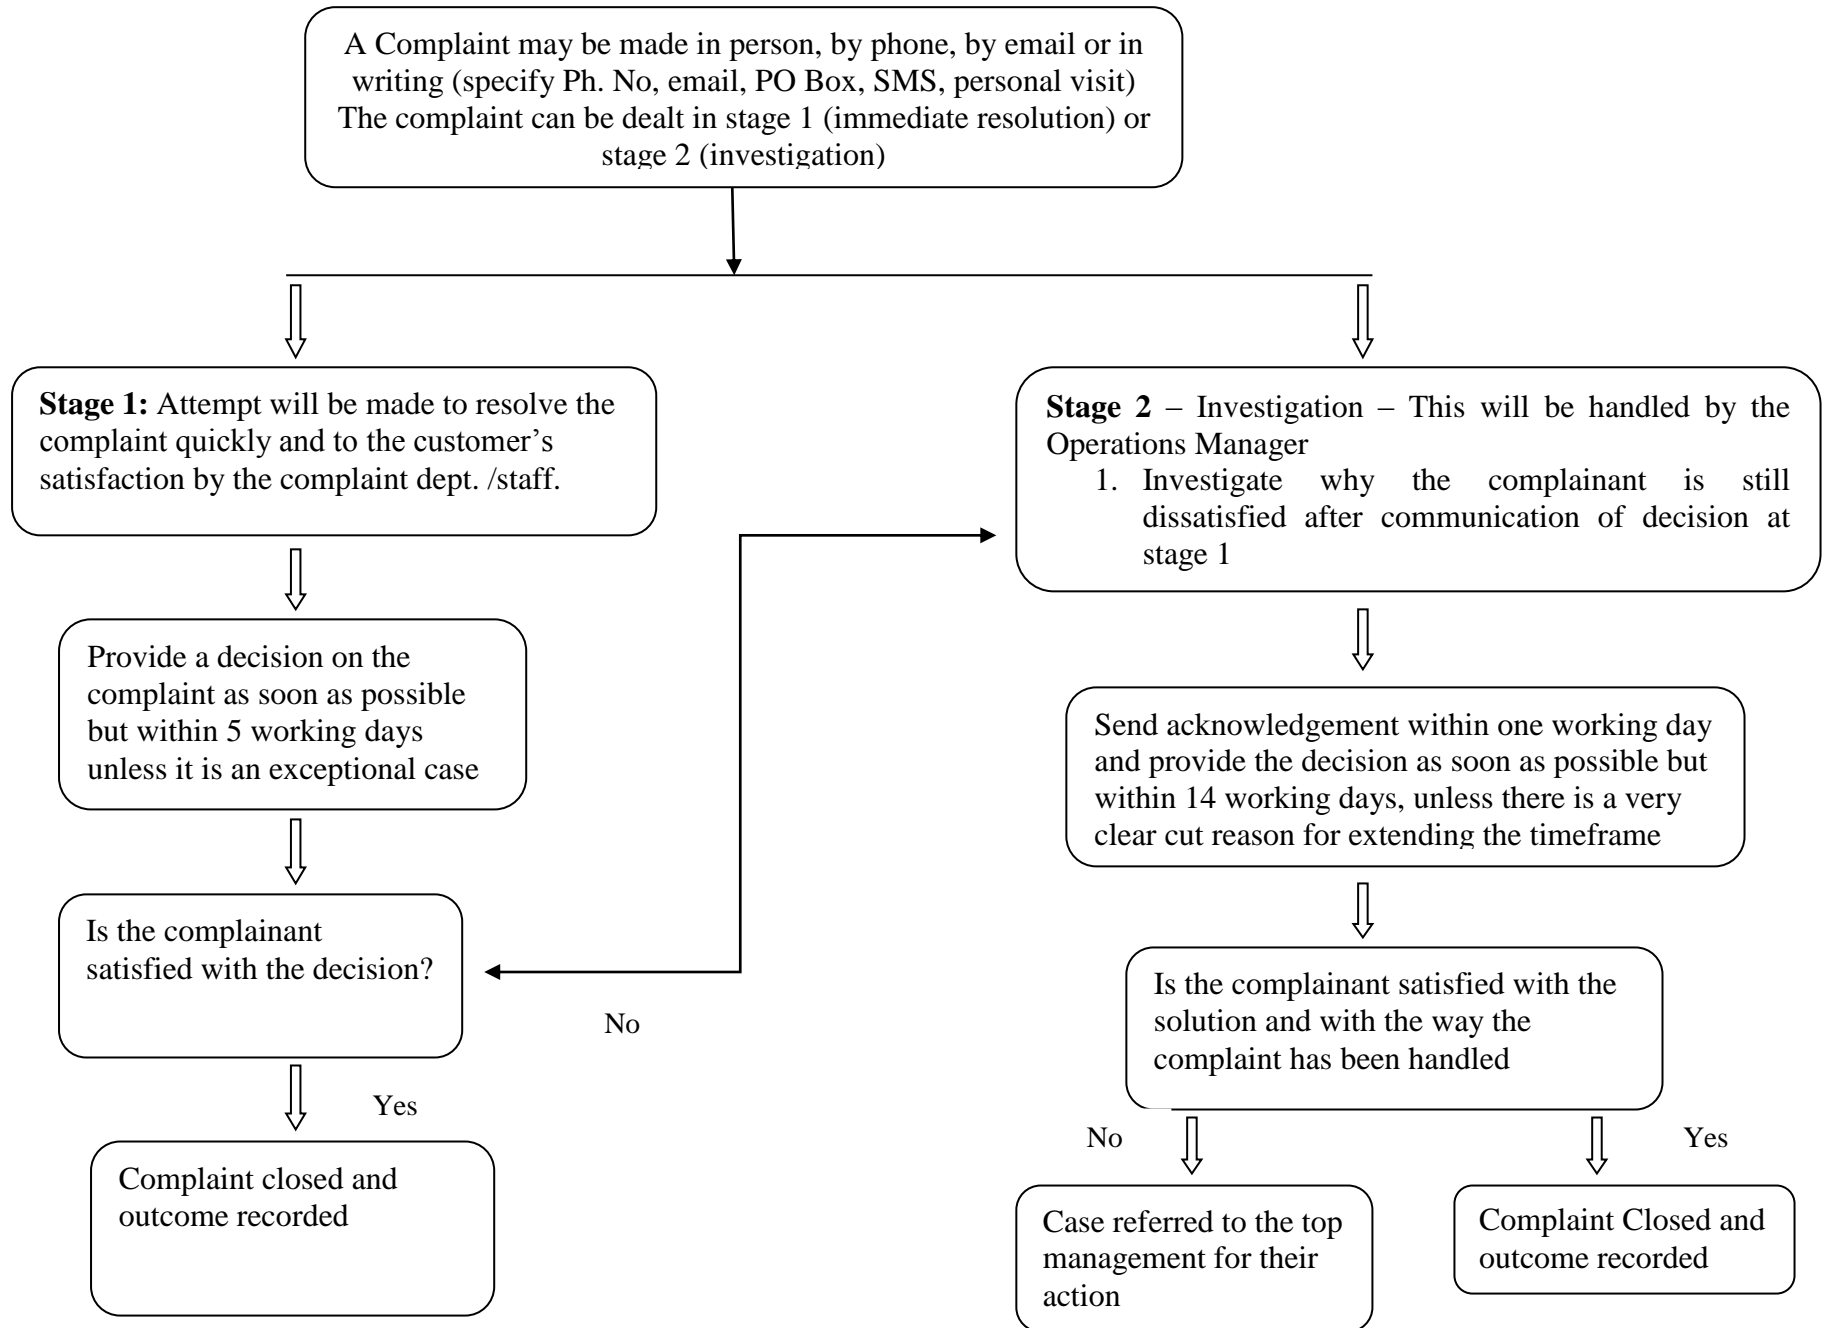 A Complaint may be made in person, by phone, by email or in
writing (specify Ph. No, email, PO Box, SMS, personal visit)
The complaint can be dealt in stage 1 (immediate resolution) or
stage 2 (investigation)
Stage 1: Attempt will be made to resolve the
complaint quickly and to the customer’s
satisfaction by the complaint dept. /staff.
Provide a decision on the
complaint as soon as possible
but within 5 working days
unless it is an exceptional case
Is the complainant
satisfied with the decision?
No
Yes
Complaint closed and
outcome recorded
Stage 2 – Investigation – This will be handled by the
Operations Manager
1. Investigate why the complainant is still
dissatisfied after communication of decision at
stage 1
Send acknowledgement within one working day
and provide the decision as soon as possible but
within 14 working days, unless there is a very
clear cut reason for extending the timeframe
Is the complainant satisfied with the
solution and with the way the
complaint has been handled
No
Yes
Case referred to the top
management for their
action
Complaint Closed and
outcome recorded